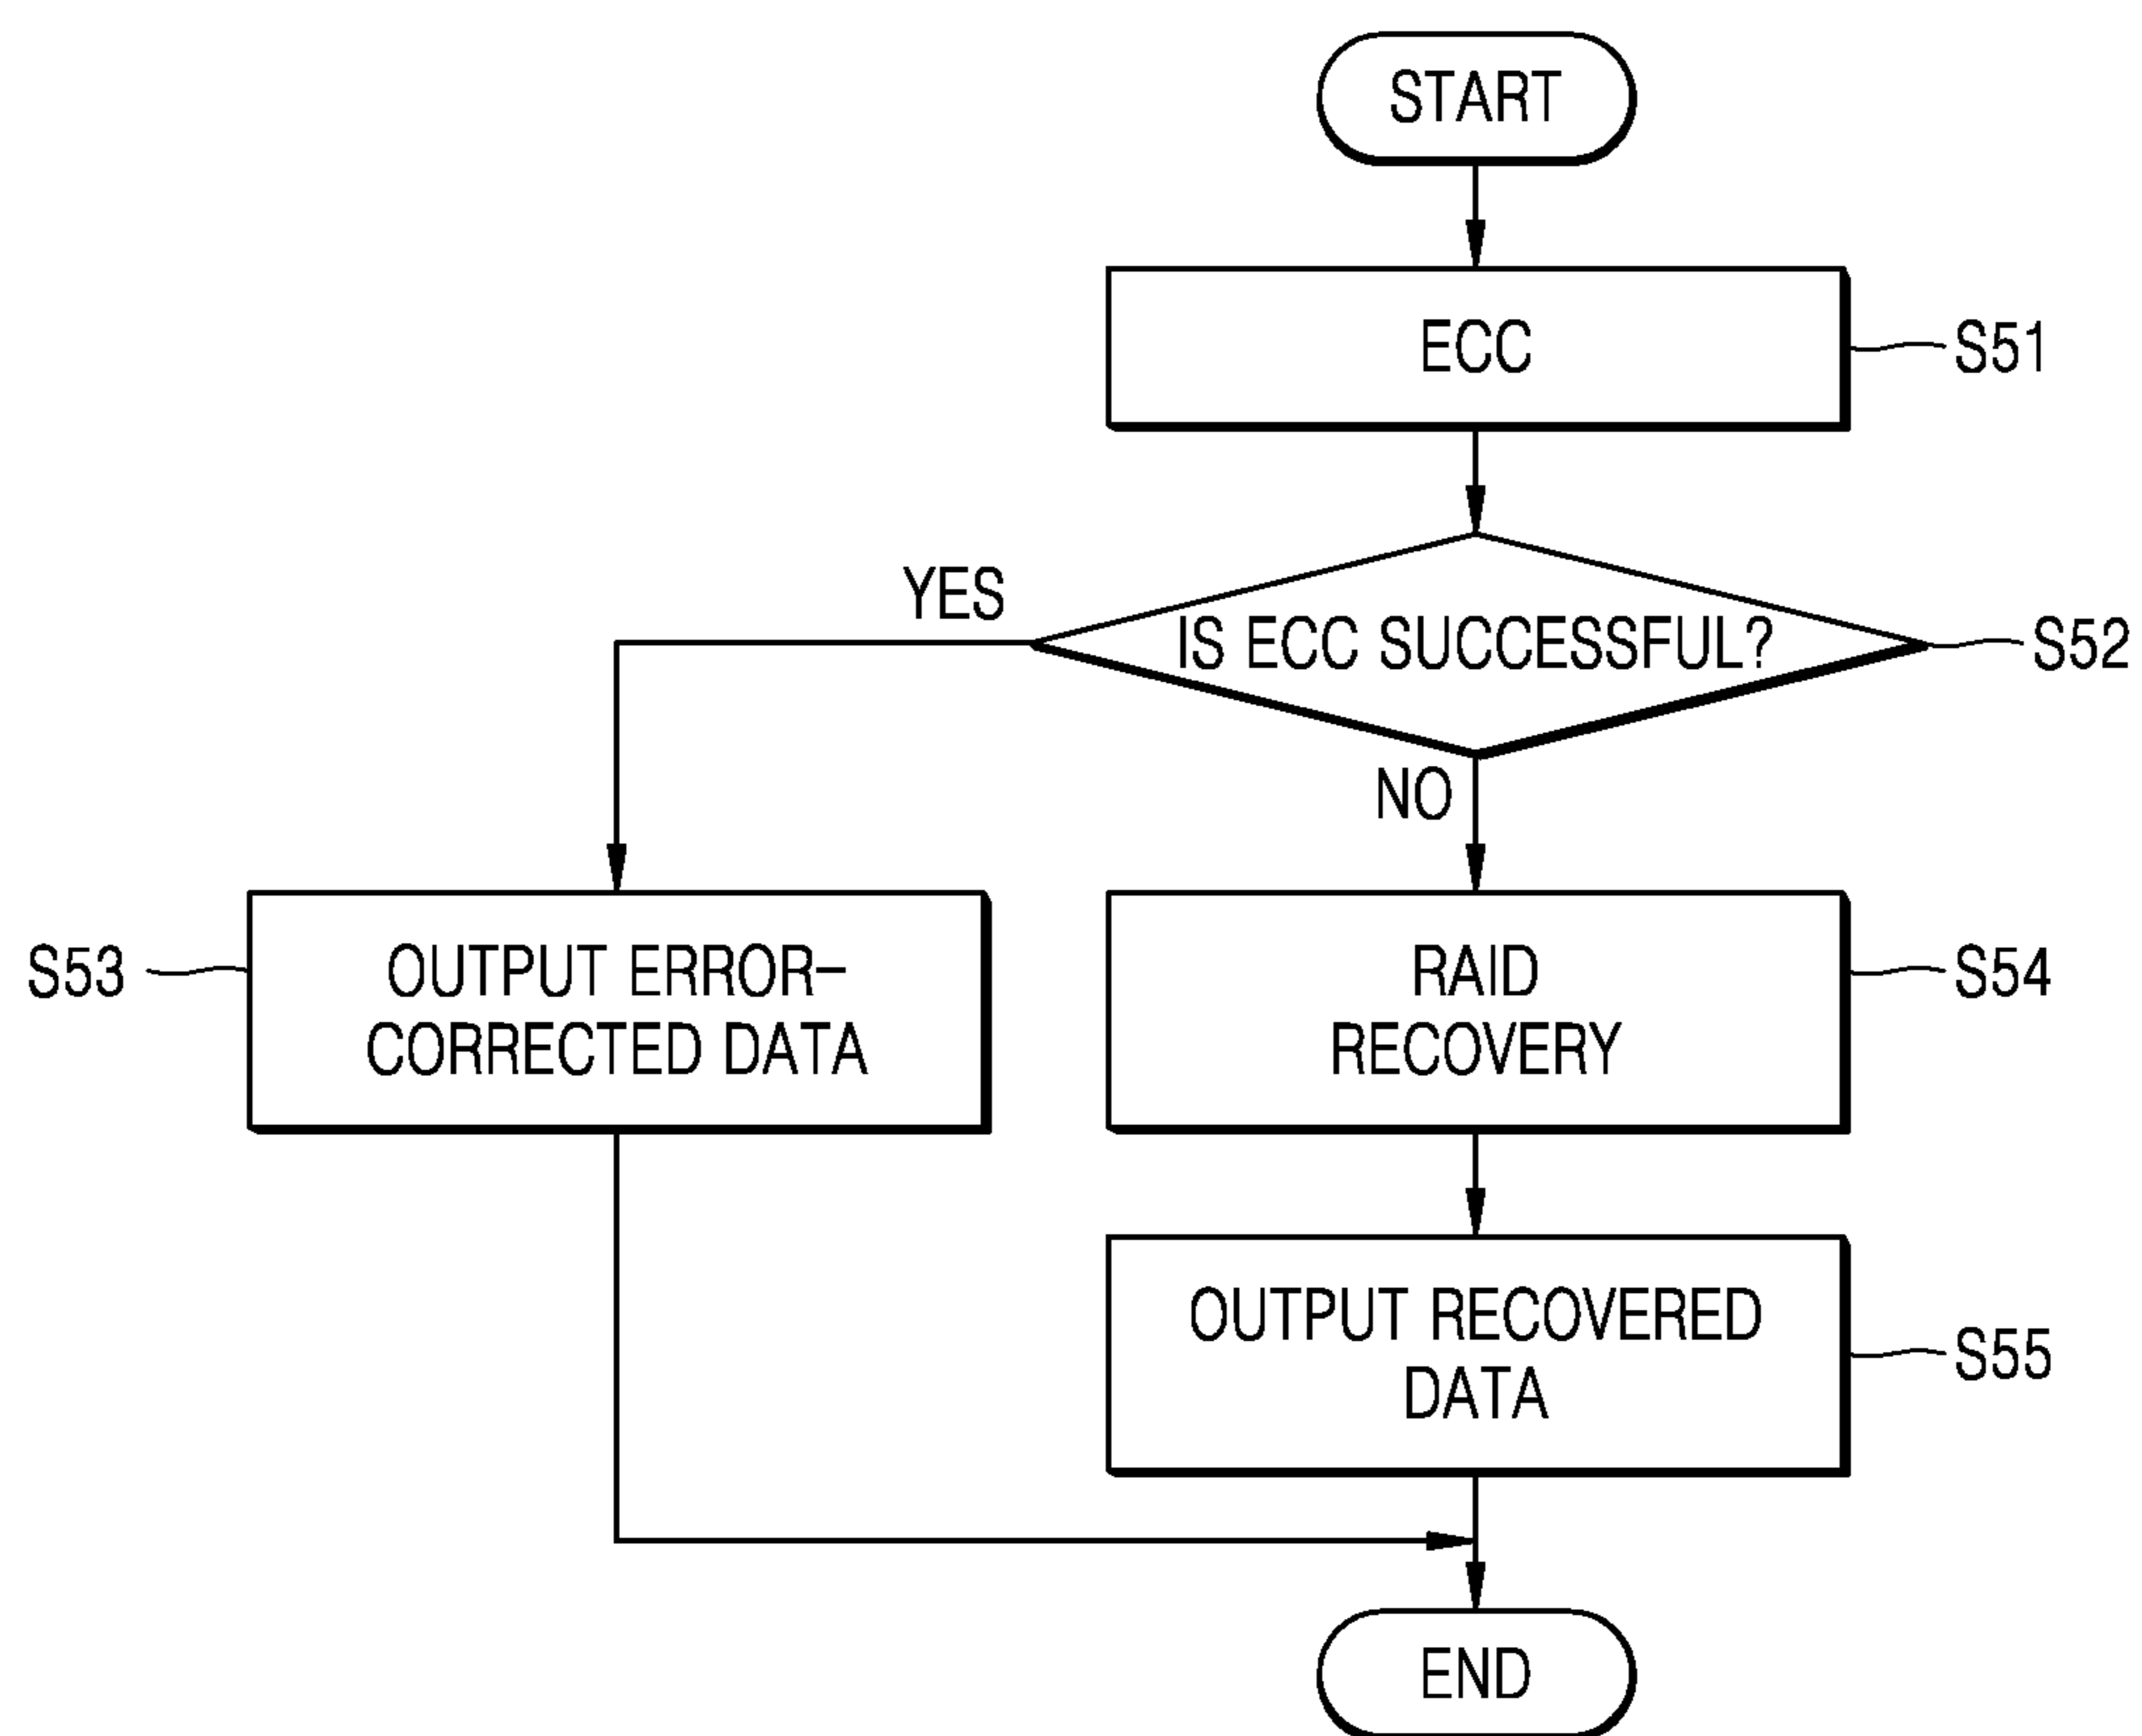 START
ECC
S51
YES
IS ECC SUCCESSFUL?
S52
NO
S53
OUTPUT ERROR-
CORRECTED DATA
RAID
RECOVERY
S54
OUTPUT RECOVERED
DATA
S55
END